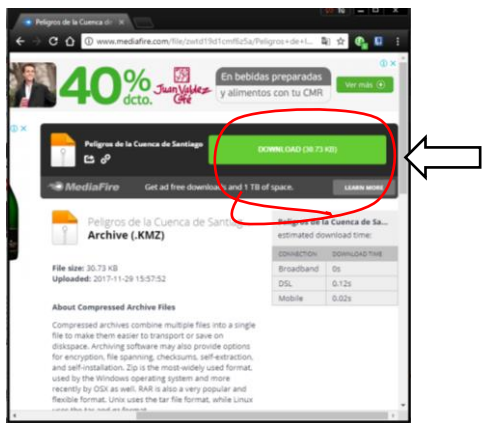 Peligros de la Cuenca de
www.mediafire.com/file/zwtd19d1cmf6z5a/Peligros+de+l...
40%
dcto.
Juan Valdez
Café
En bebidas preparadas
y alimentos con tu CMR
Ver más
Peligros de la Cuenca de Santiago
DOWNLOAD (30.73 KB)
MediaFire
Get ad free downloads and 1 TB of space.
LEARN MORE
Peligros de la Cuenca de Santiag
Archive (.KMZ)
File size: 30.73 KB
Uploaded: 2017-11-29 15:57:52
Peligros de la Cuenca de Sa...
estimated download time:
CONNECTION DOWNLOAD TIME
Broadband 0s
DSL 0.12s
Mobile 0.02s
About Compressed Archive Files
Compressed archives combine multiple files into a single
file to make them easier to transport or save on
diskspace. Archiving software may also provide options
for encryption, file spanning, checksums, self-extraction,
and self-installation. Zip is the most-widely used format,
used by the Windows operating system and more
recently by OSX as well. RAR is also a very popular and
flexible format. Unix uses the tar file format, while Linux
uses the tar and gz format.